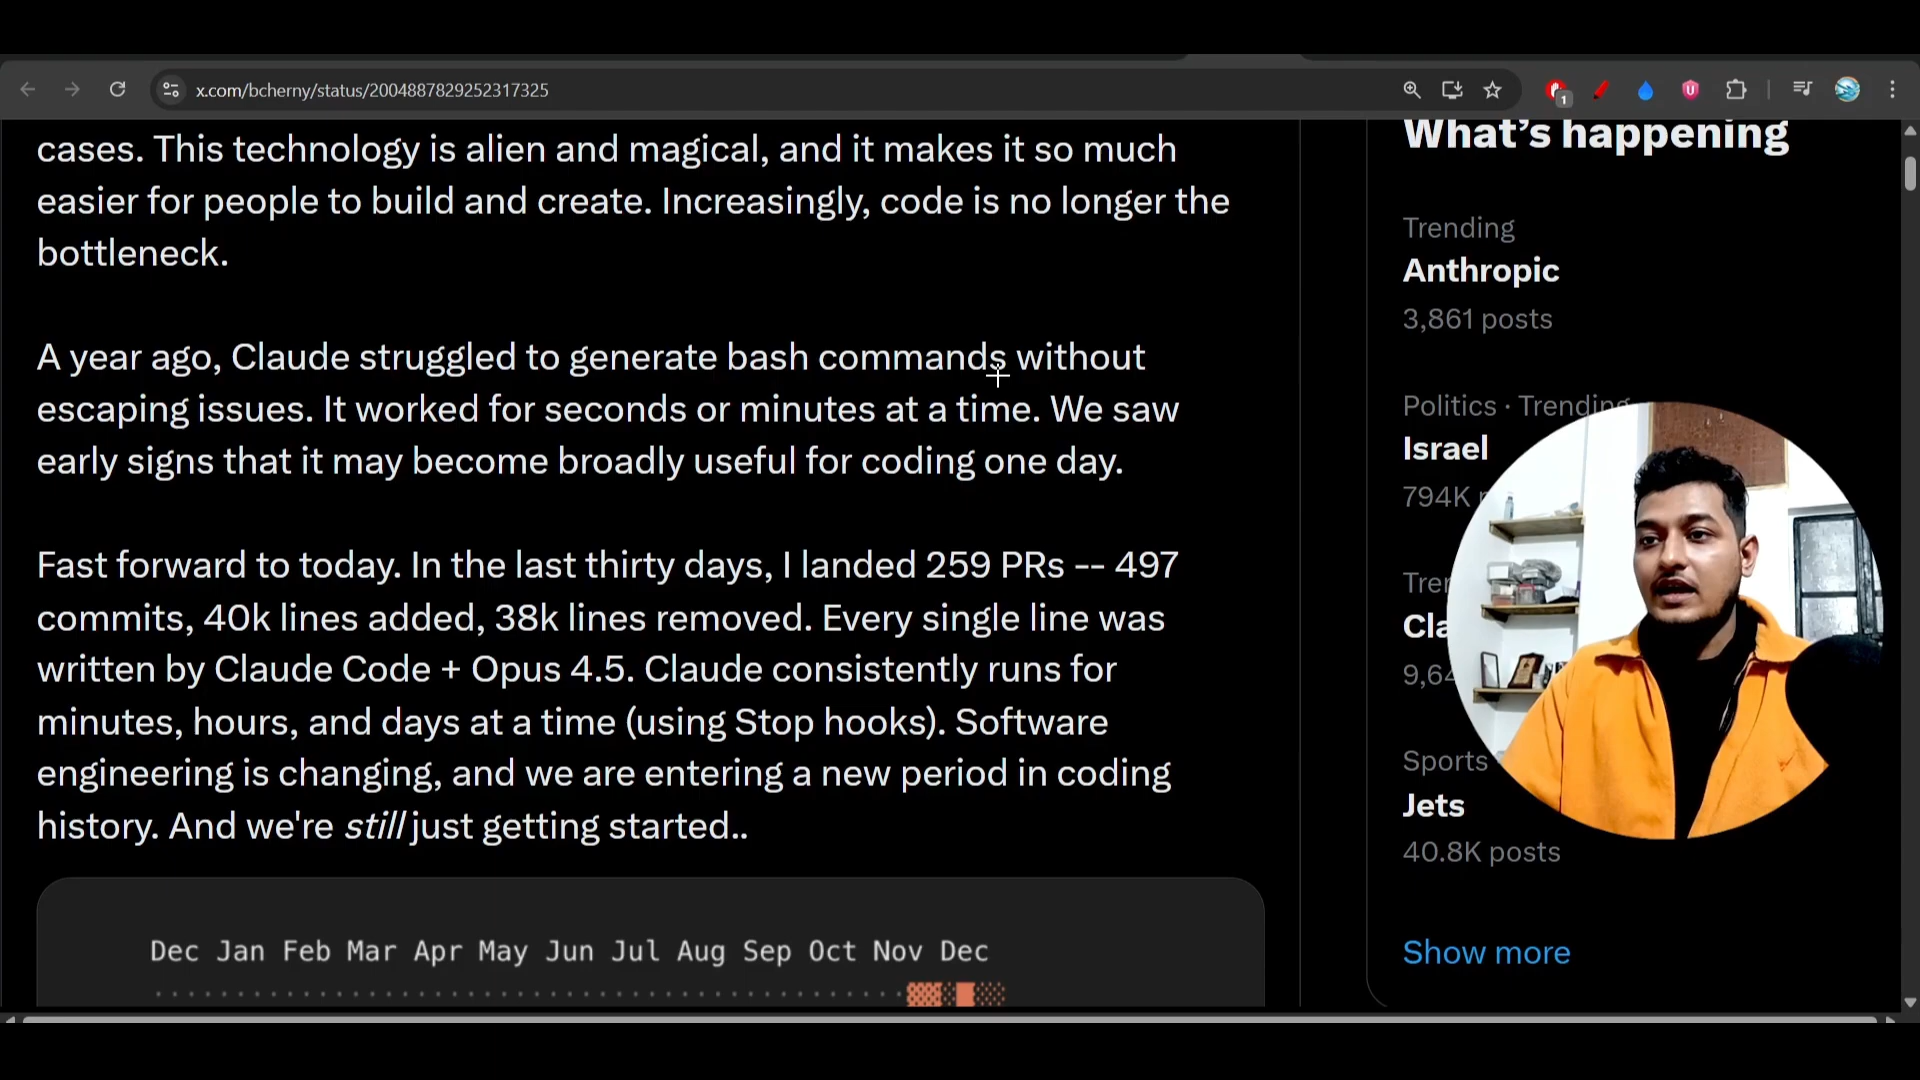 x.com/bcherny/status/2004887829252317325
1
cases. This technology is alien and magical, and it makes it so much
easier for people to build and create. Increasingly, code is no longer the
bottleneck.
A year ago, Claude struggled to generate bash commands without
escaping issues. It worked for seconds or minutes at a time. We saw
early signs that it may become broadly useful for coding one day.
Fast forward to today. In the last thirty days, I landed 259 PRs -- 497
commits, 40k lines added, 38k lines removed. Every single line was
written by Claude Code + Opus 4.5. Claude consistently runs for
minutes, hours, and days at a time (using Stop hooks). Software
engineering is changing, and we are entering a new period in coding
history. And we're still just getting started..
Dec Jan Feb Mar Apr May Jun Jul Aug Sep Oct Nov Dec
What's happening
Trending
Anthropic
3,861 posts
Politics · Trending
Israel
794K
Sports
Jets
40.8K posts
Show more